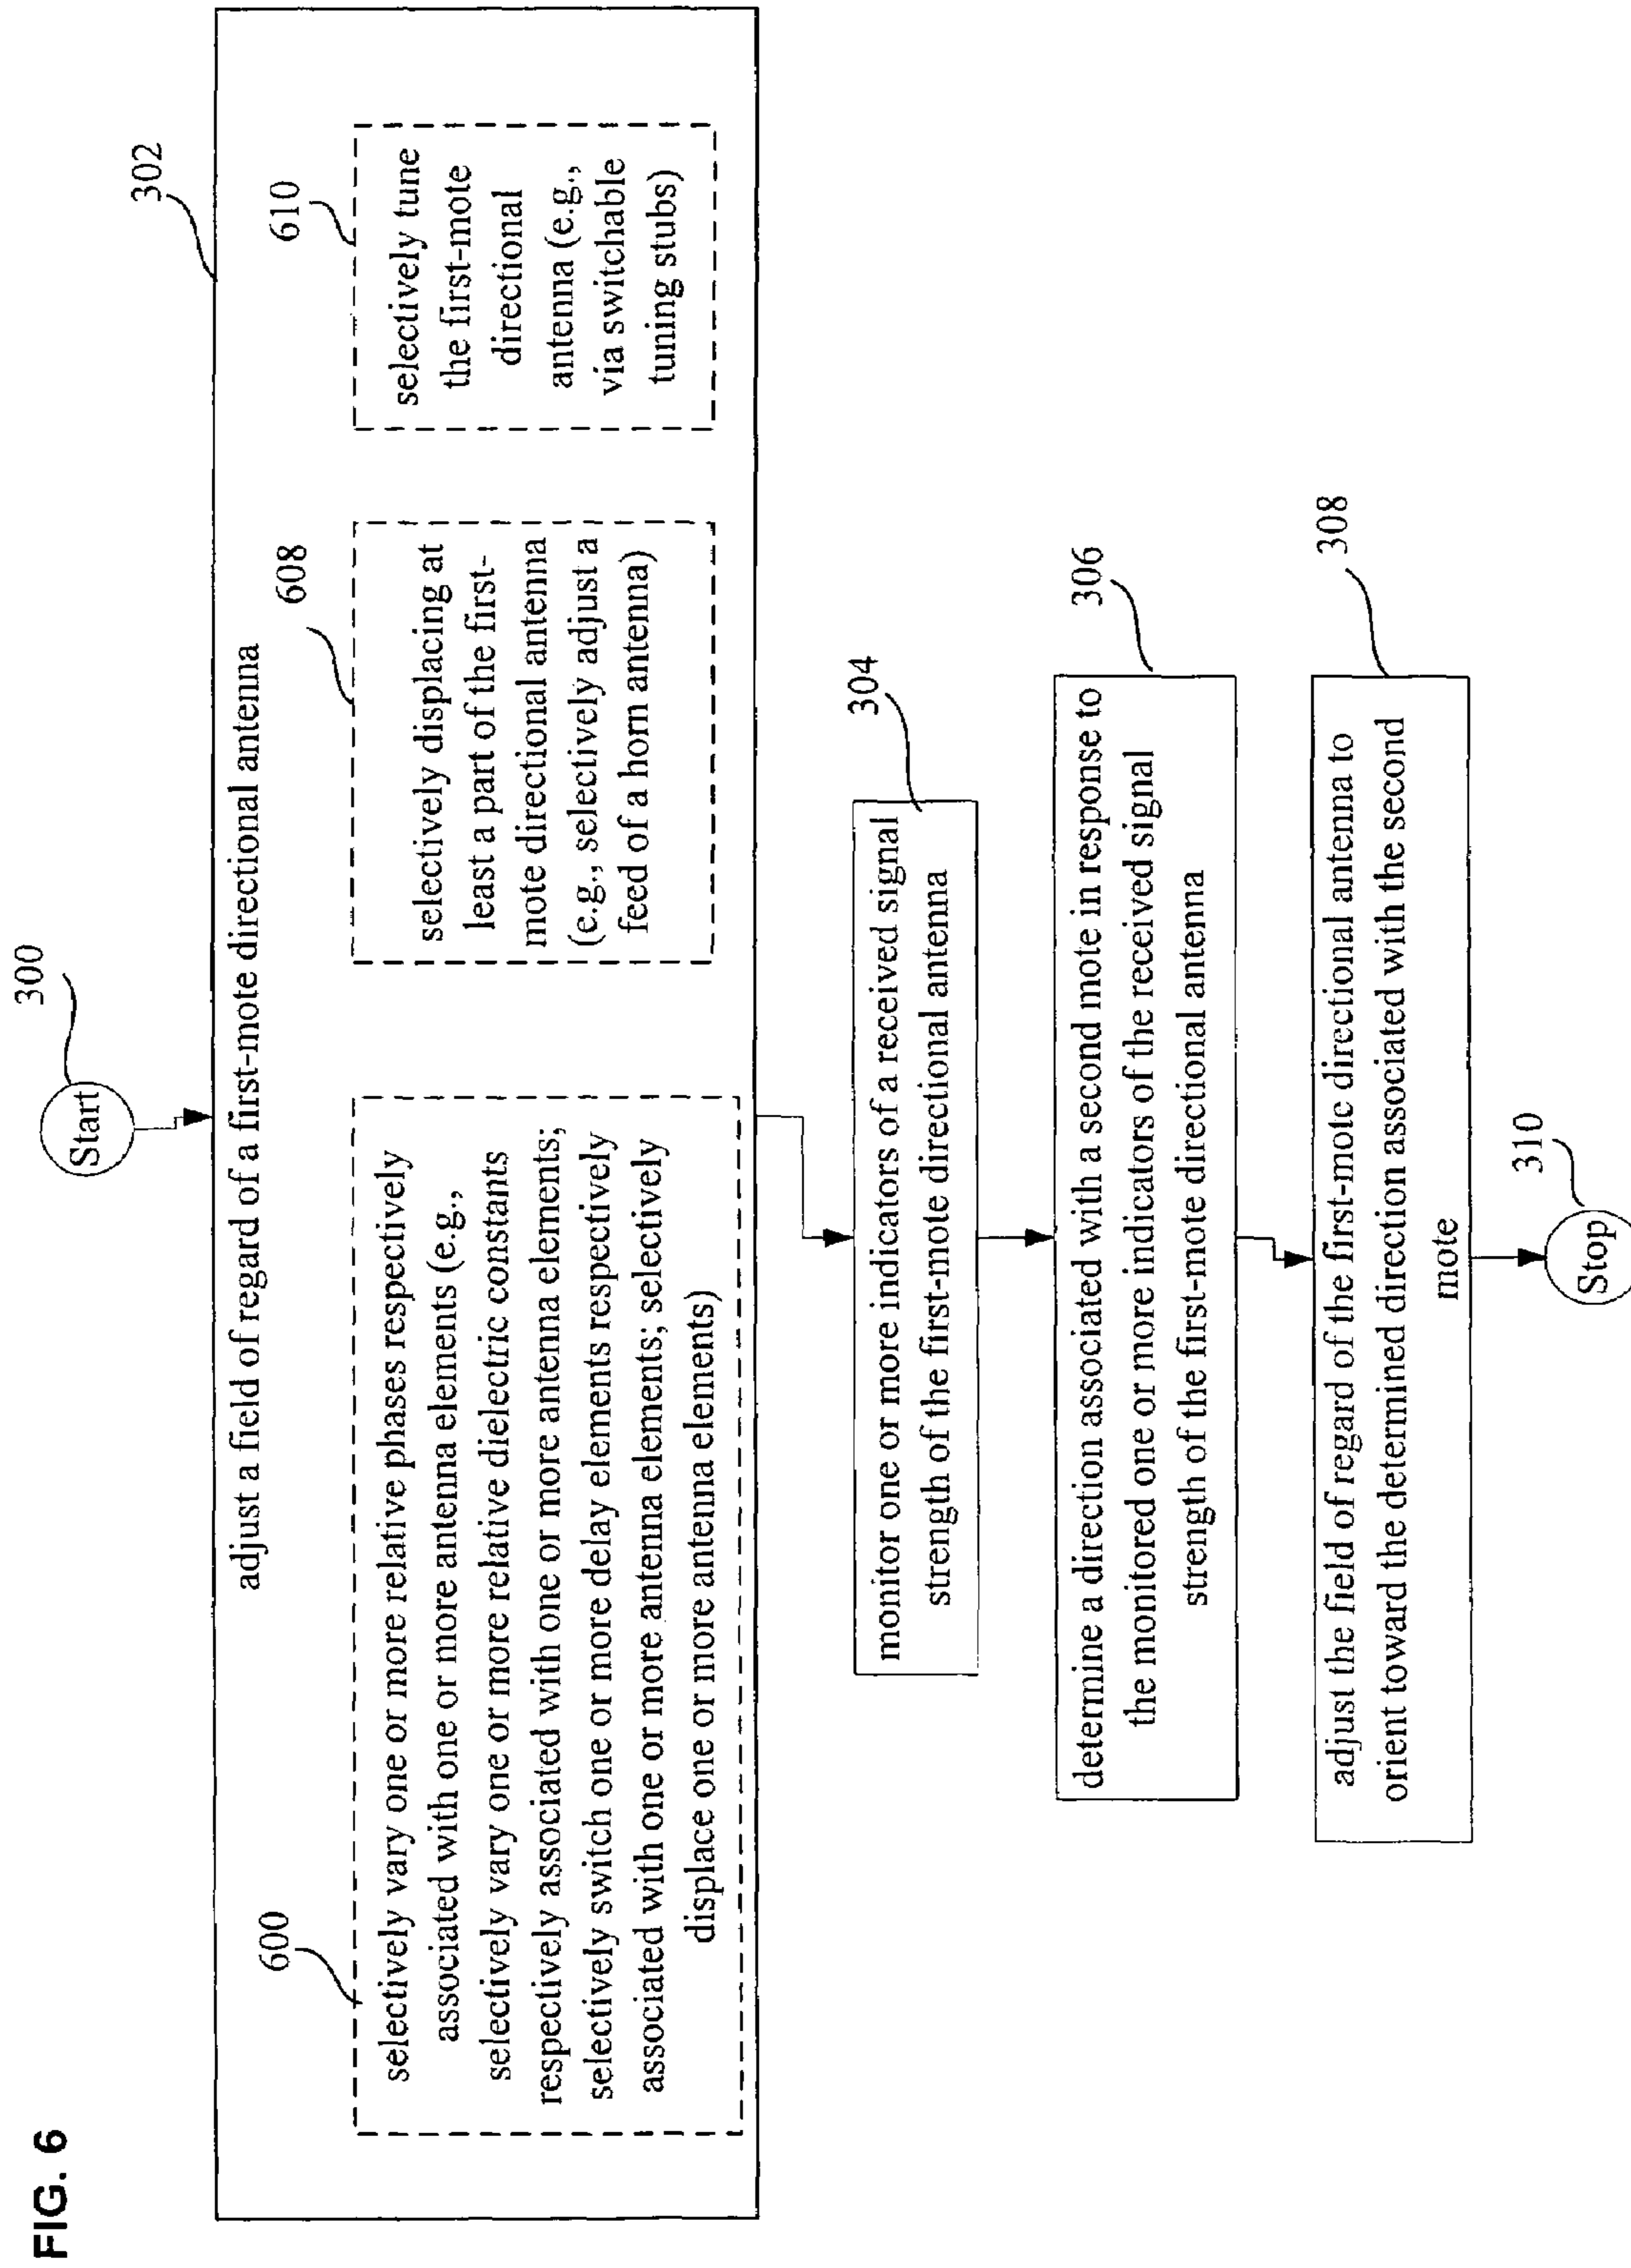 FIG. 6
300
Start
302
adjust a field of regard of a first-mote directional antenna
600
selectively vary one or more relative phases respectively
associated with one or more antenna elements (e.g.,
selectively vary one or more relative dielectric constants
respectively associated with one or more antenna elements;
selectively switch one or more delay elements respectively
associated with one or more antenna elements; selectively
displace one or more antenna elements)
608
selectively displacing at
least a part of the first-
mote directional antenna
(e.g., selectively adjust a
feed of a horn antenna)
610
selectively tune
the first-mote
directional
antenna (e.g.,
via switchable
tuning stubs)
304
monitor one or more indicators of a received signal
strength of the first-mote directional antenna
306
determine a direction associated with a second mote in response to
the monitored one or more indicators of the received signal
strength of the first-mote directional antenna
308
adjust the field of regard of the first-mote directional antenna to
orient toward the determined direction associated with the second
mote
310
Stop